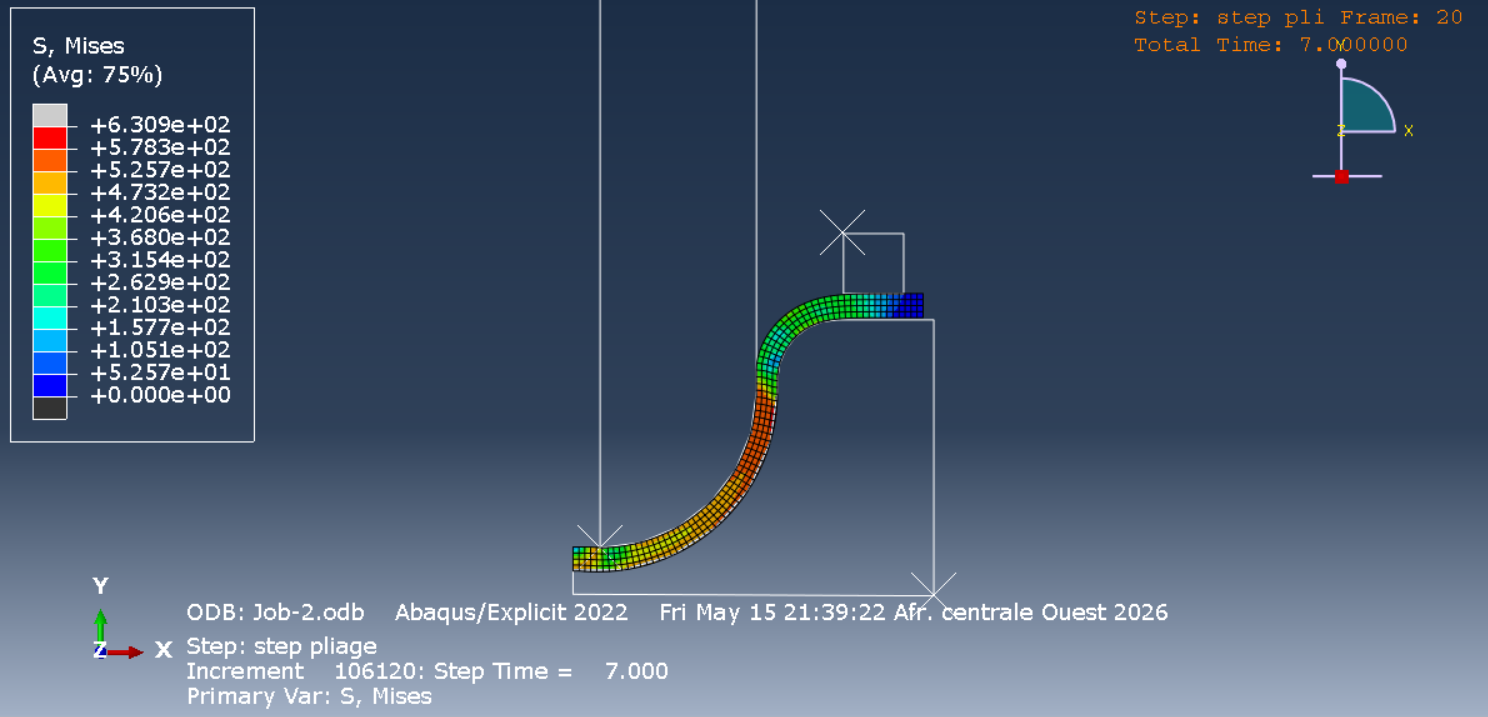 Step: step pli Frame: 20
Total Time: 7.000000
S, Mises
(Avg: 75%)
+6.309e+02
+5.783e+02
+5.257e+02
+4.732e+02
+4.206e+02
+3.680e+02
+3.154e+02
+2.629e+02
+2.103e+02
+1.577e+02
+1.051e+02
+5.257e+01
+0.000e+00
Y
Z
X
Y
Z
X
ODB: Job-2.odb Abaqus/Explicit 2022 Fri May 15 21:39:22 Afr. centrale Ouest 2026
Step: step pliage
Increment 106120: Step Time = 7.000
Primary Var: S, Mises